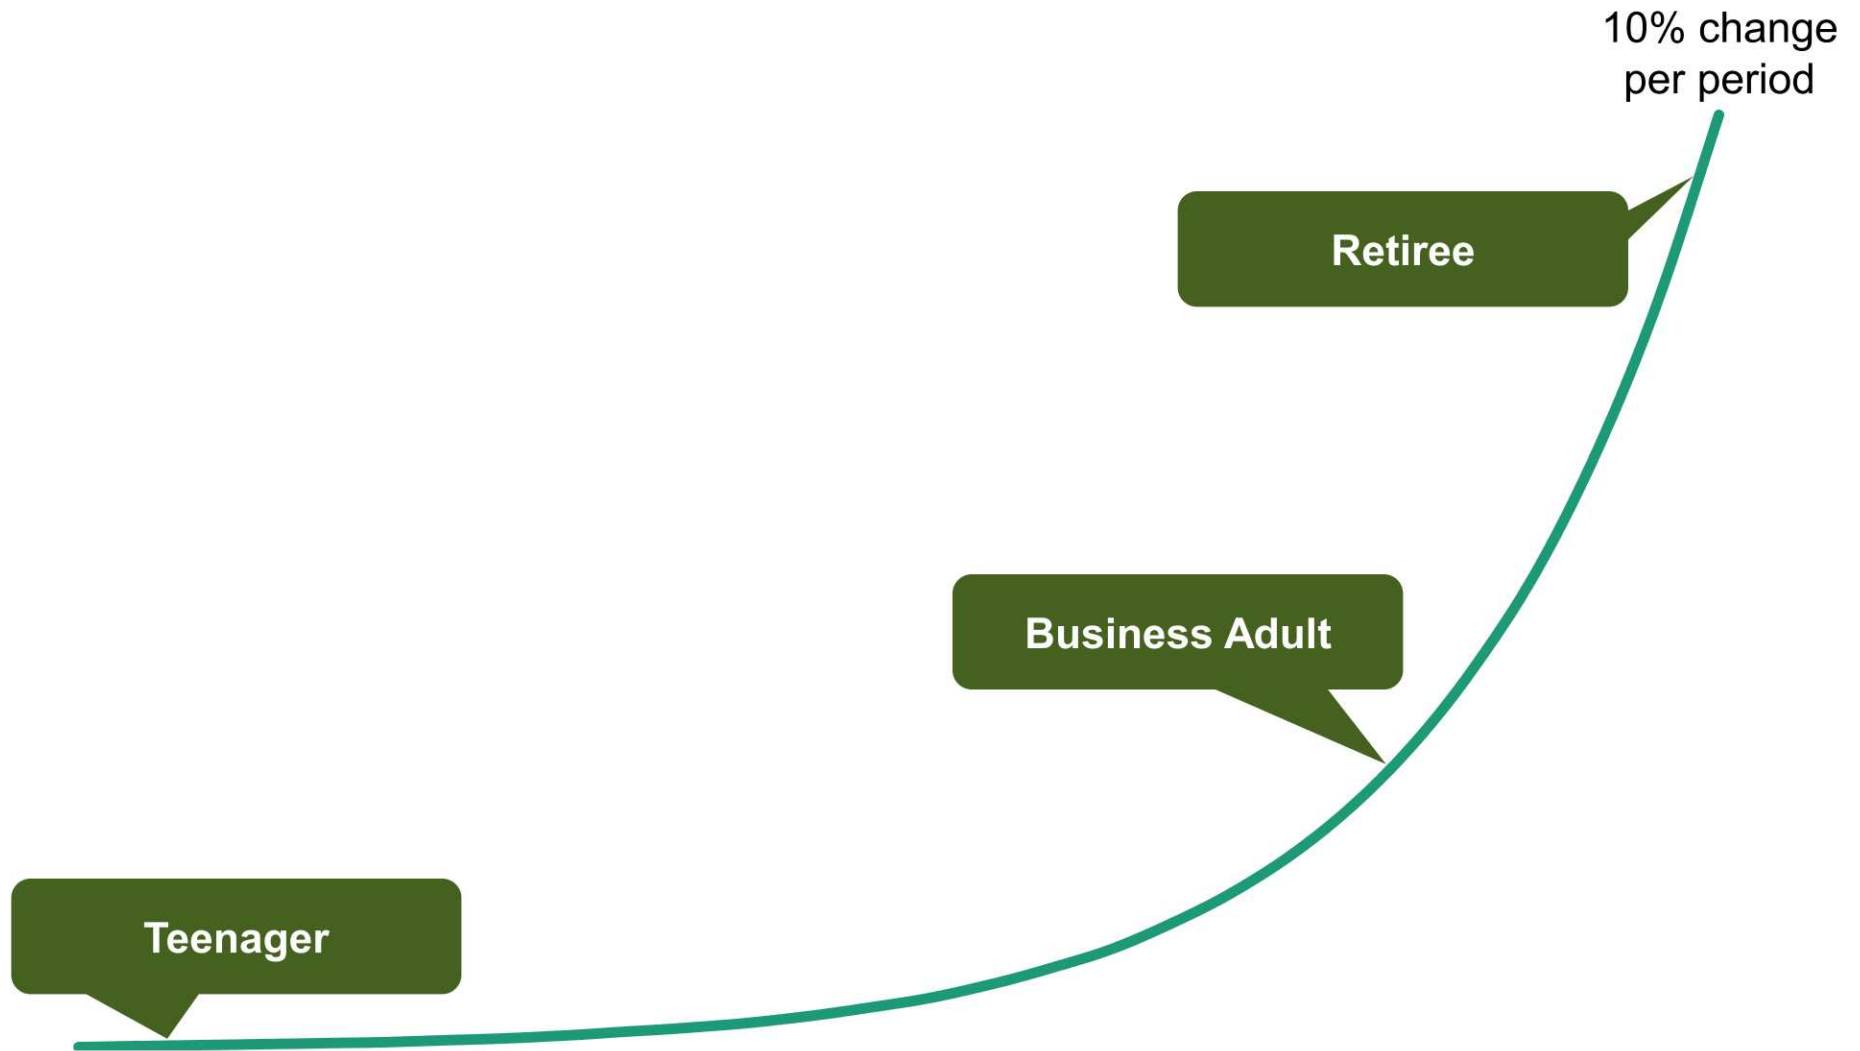 10% change
per period
Retiree
Business Adult
Teenager